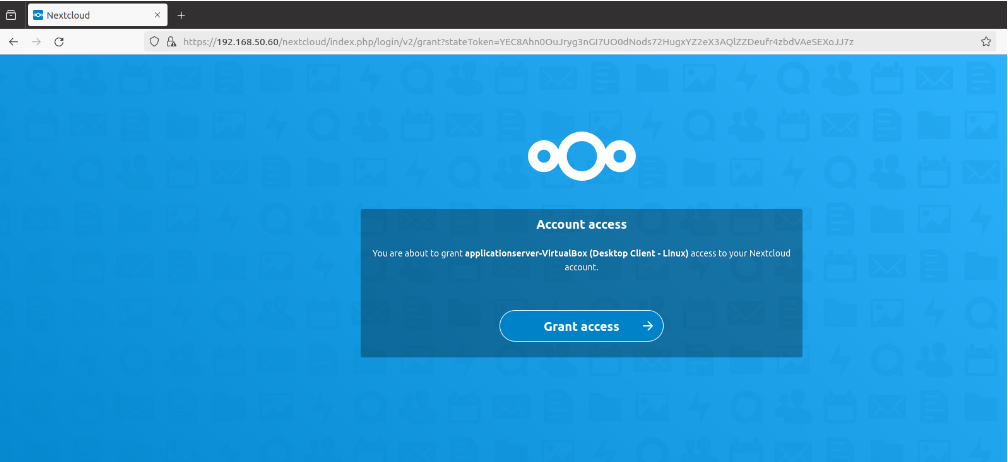 Nextcloud
https://192.168.50.60/nextcloud/index.php/login/v2/grant?stateToken=YEC8Ahn0OuJryg3nGI7UO0dNods72HugxYZ2eX3AQlZZDeufr4zbdVAeSEXoJJ7z
Account access
You are about to grant applicationserver-VirtualBox (Desktop Client - Linux) access to your Nextcloud
account.
Grant access